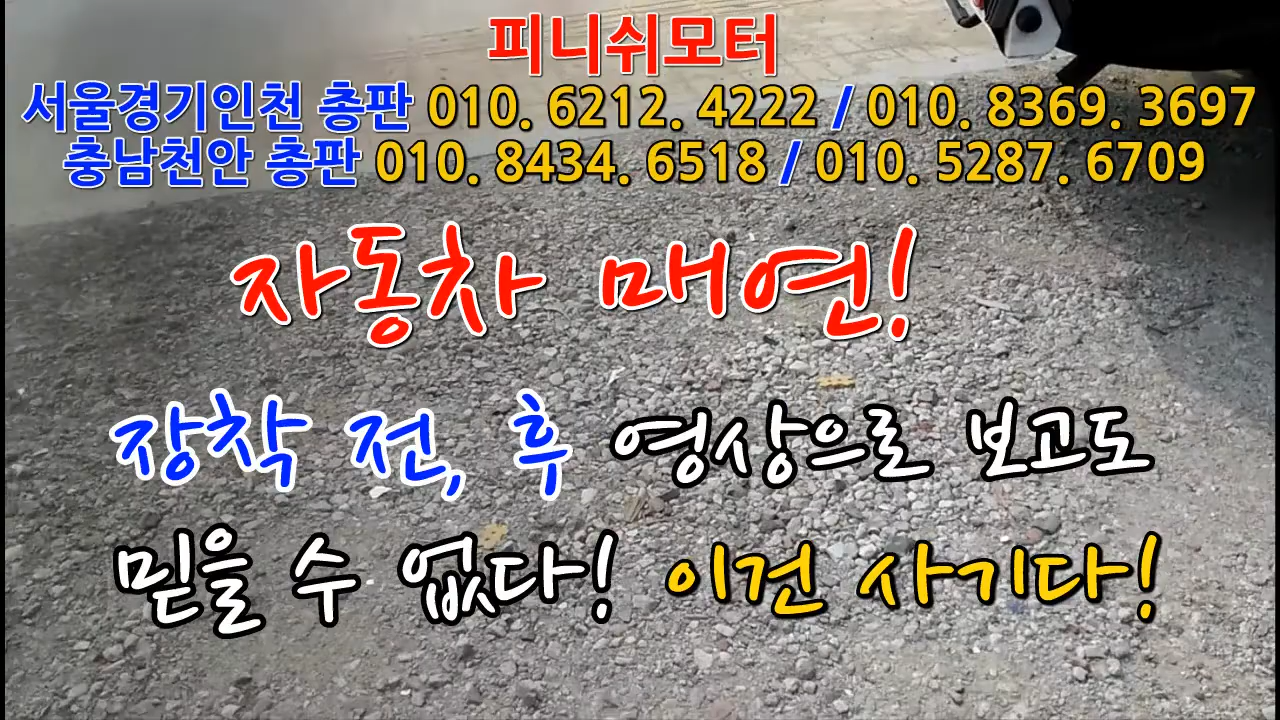 피니쉬모터
서울경기인천 총판 010. 6212. 4222 / 010. 8369. 3697
충남천안 총판 010. 8434. 6518 / 010. 5287. 6709
자동차 매연!
장착 전, 후 영상으로 보고도
믿을 수 없다! 이건 사기다!